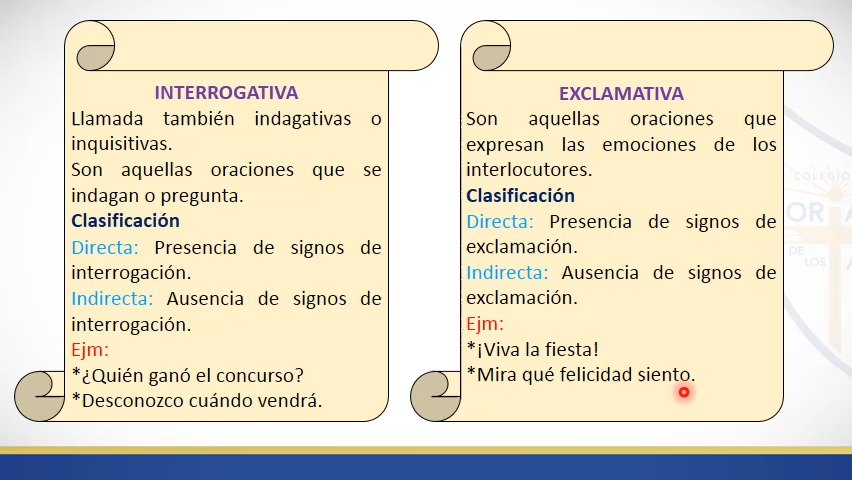 INTERROGATIVA
Llamada también indagativas o
inquisitivas.
Son aquellas oraciones que se
indagan o pregunta.
Clasificación
Directa: Presencia de signos de
interrogación.
Indirecta: Ausencia de signos de
interrogación.
Ejm:
*¿Quién ganó el concurso?
*Desconozco cuándo vendrá.
EXCLAMATIVA
Son aquellas oraciones que
expresan las emociones de los
interlocutores.
Clasificación
Directa: Presencia de signos de
exclamación.
Indirecta: Ausencia de signos de
exclamación.
Ejm:
*¡Viva la fiesta!
*Mira qué felicidad siento.
COLEGIO
DE
LOS